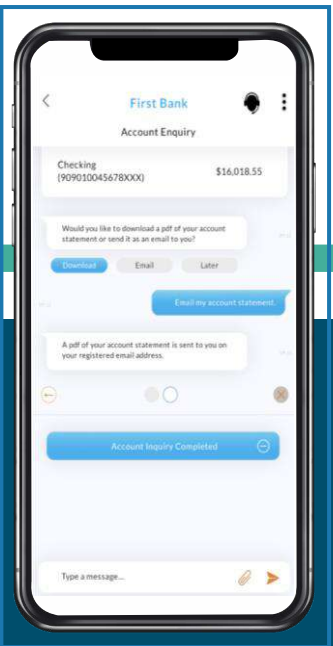 First Bank
Account Enquiry
Checking $16,018.55
(909010045678XXX)
Would you like to download a pdf of your account
statement or send it as an email to you?
Download Email Later
Email my account statement.
A pdf of your account statement is sent to you on
your registered email address.
Account Inquiry Completed
Type a message...